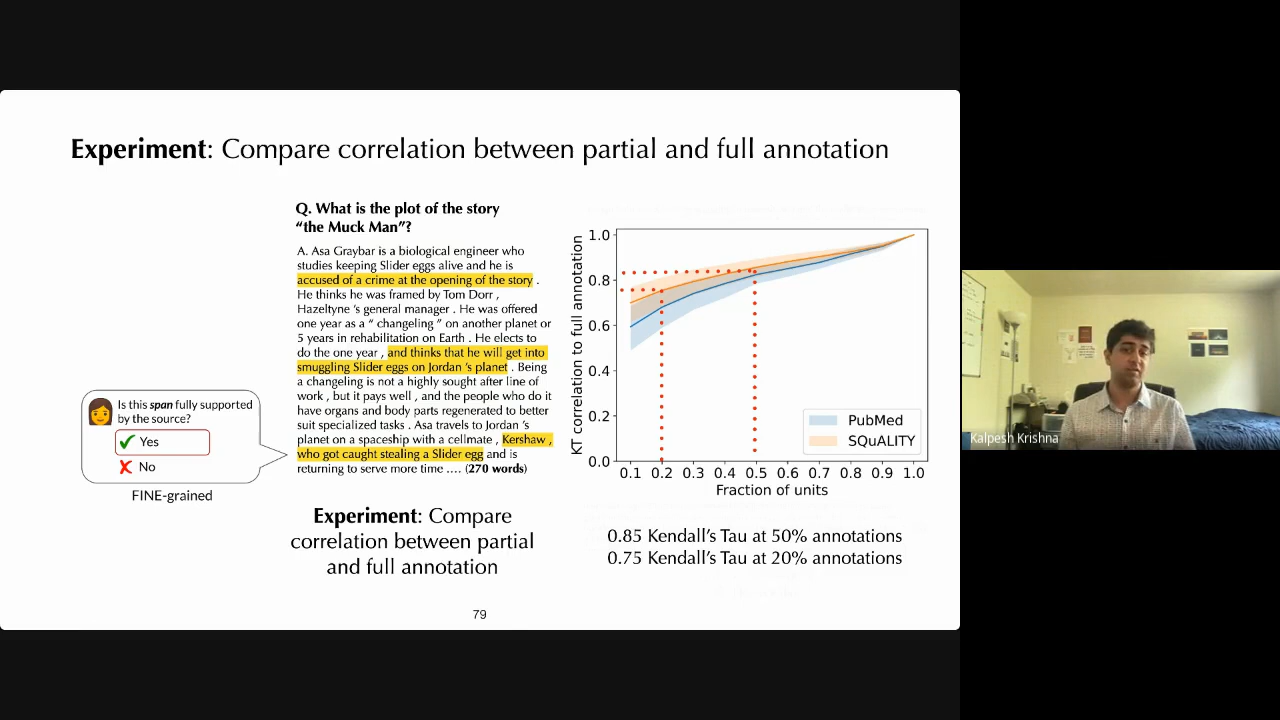 Experiment: Compare correlation between partial and full annotation
Q. What is the plot of the story
“the Muck Man”?
A. Asa Graybar is a biological engineer who
studies keeping Slider eggs alive and he is
accused of a crime at the opening of the story .
He thinks he was framed by Tom Dorr ,
Hazeltyne 's general manager . He was offered
one year as a “ changeling ” on another planet or
5 years in rehabilitation on Earth . He elects to
do the one year , and thinks that he will get into
smuggling Slider eggs on Jordan 's planet . Being
a changeling is not a highly sought after line of
work , but it pays well , and the people who do it
have organs and body parts regenerated to better
suit specialized tasks . Asa travels to Jordan 's
planet on a spaceship with a cellmate , Kershaw ,
who got caught stealing a Slider egg and is
returning to serve more time .... (270 words)
Is this span fully supported
by the source?
Yes
No
FINE-grained
Experiment: Compare
correlation between partial
and full annotation
KT correlation to full annotation
1.0
0.8
0.6
0.4
0.2
0.0
0.1 0.2 0.3 0.4 0.5 0.6 0.7 0.8 0.9 1.0
Fraction of units
PubMed
SQuALITY
0.85 Kendall’s Tau at 50% annotations
0.75 Kendall’s Tau at 20% annotations
79
Kalpesh Krishna